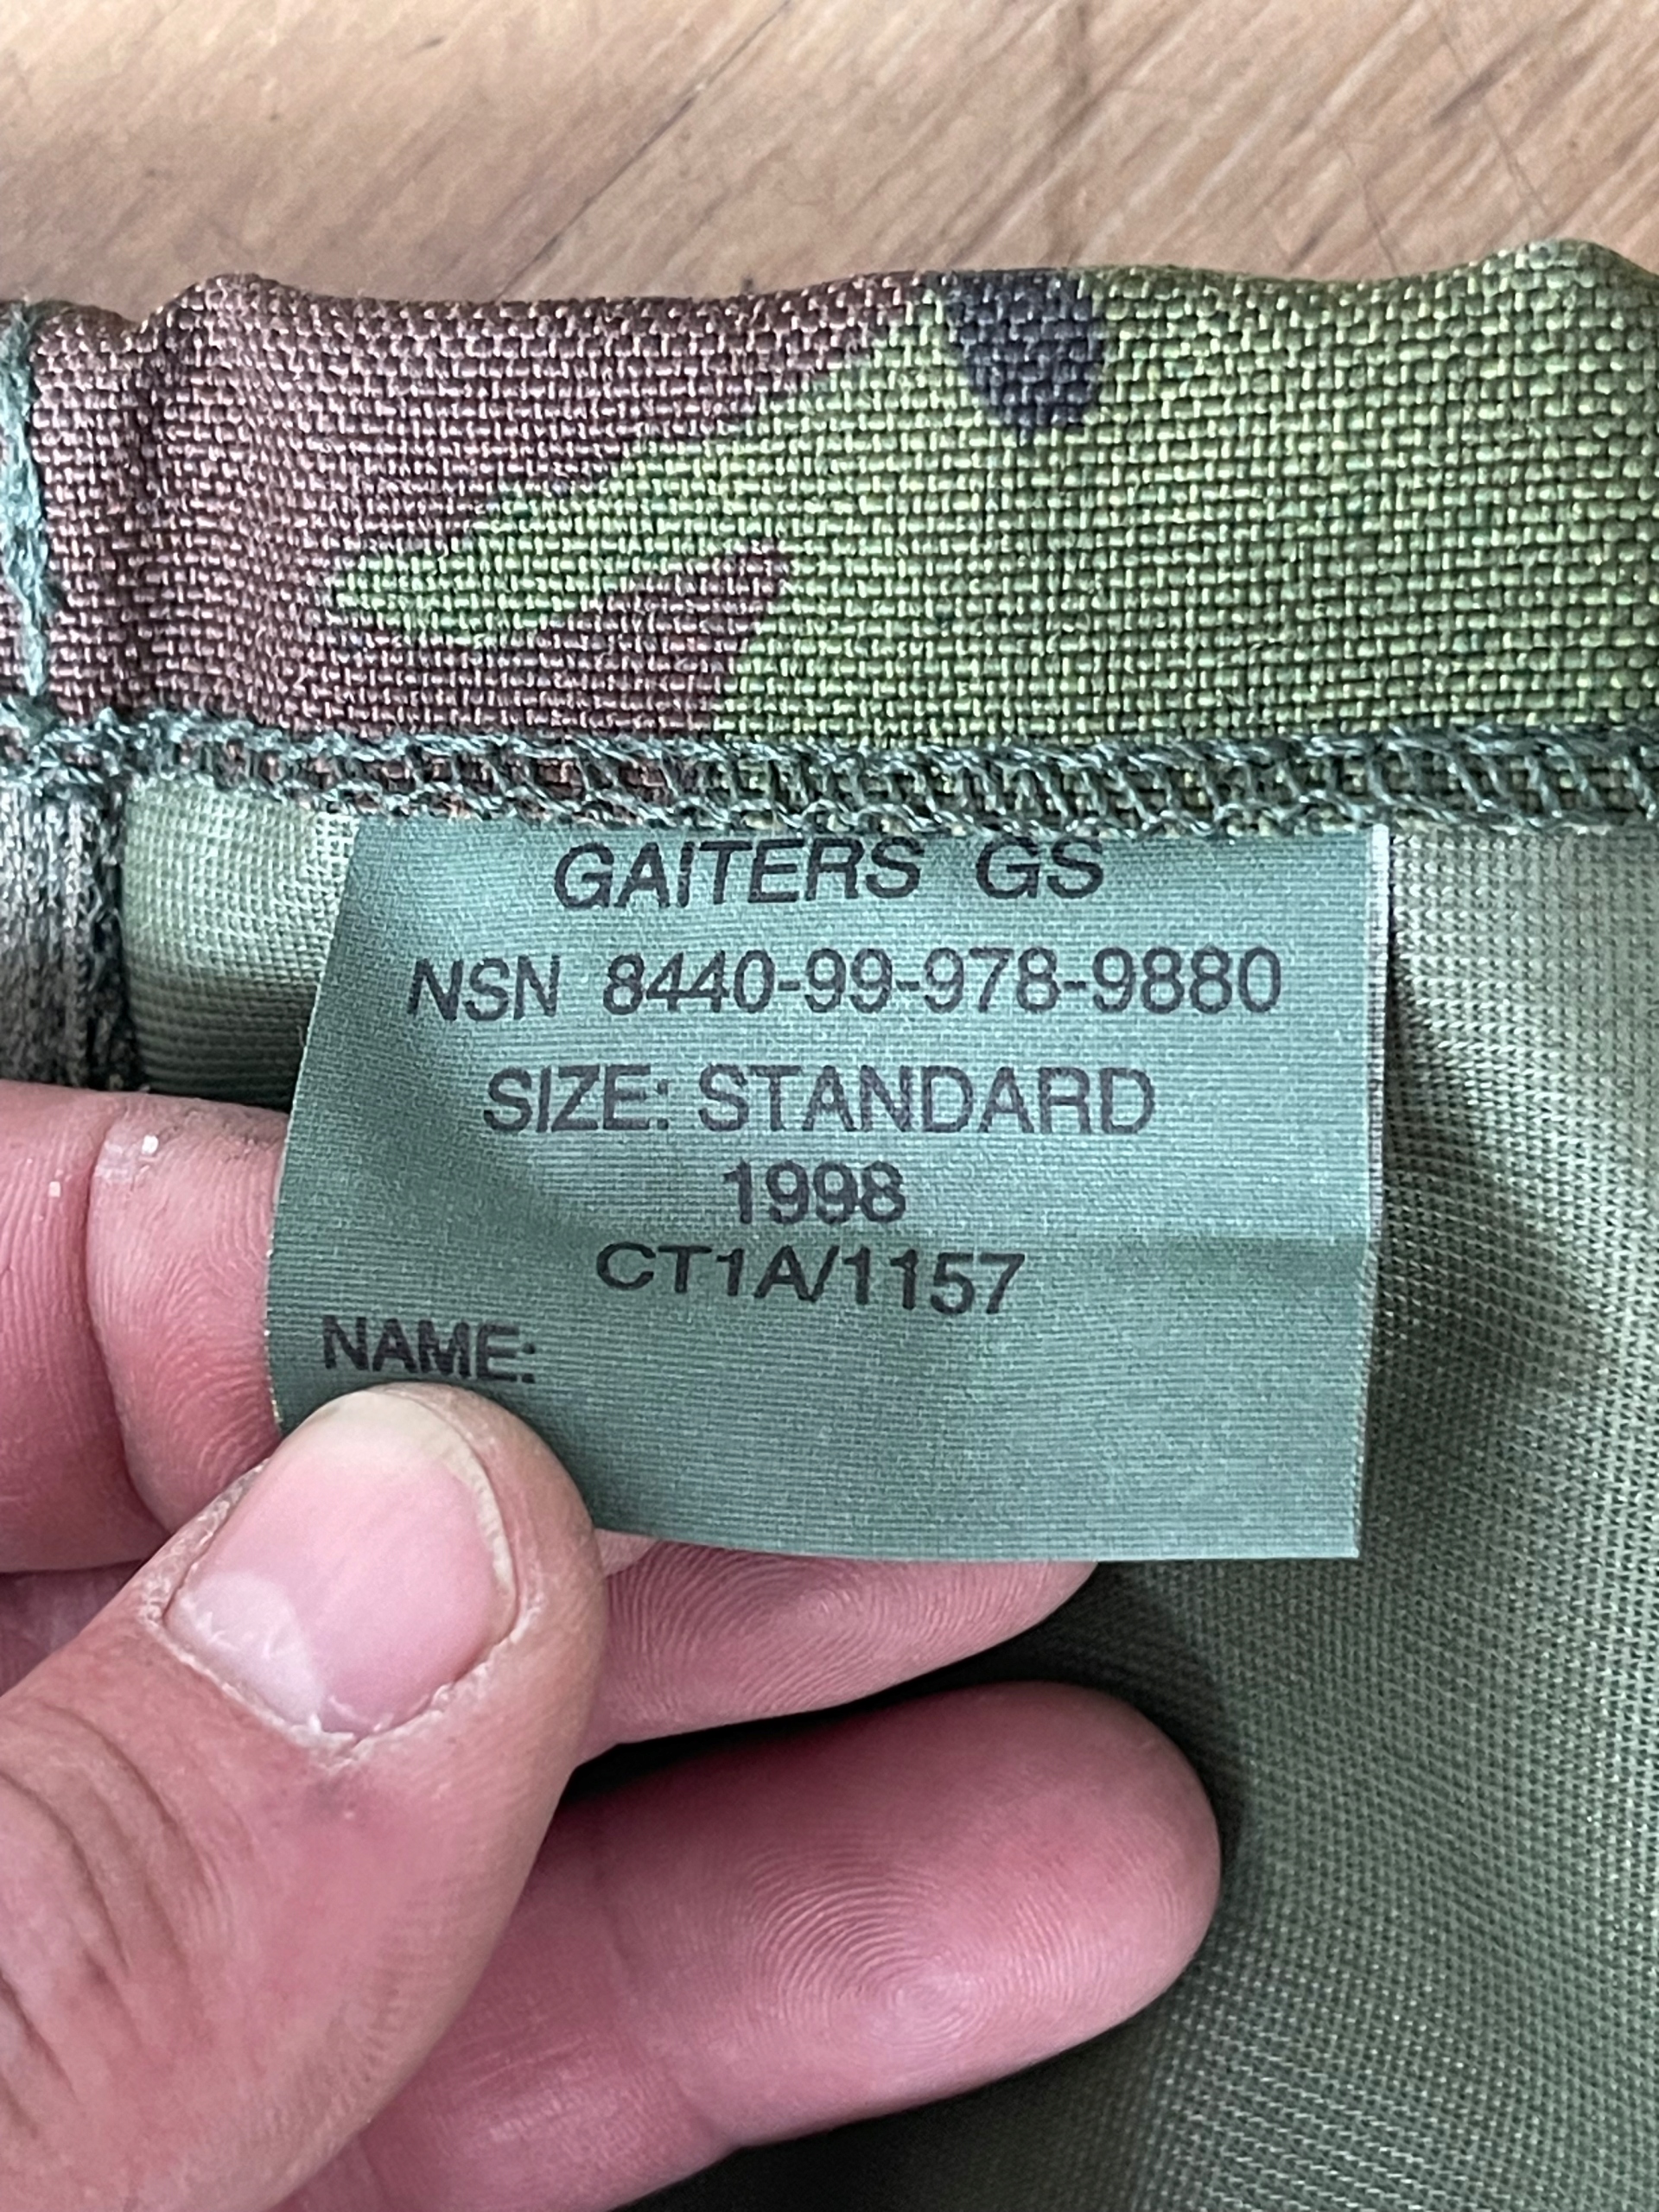 GAITERS GS
NSN 8440-99-978-9880
SIZE: STANDARD
1998
CT1A/1157
NAME: